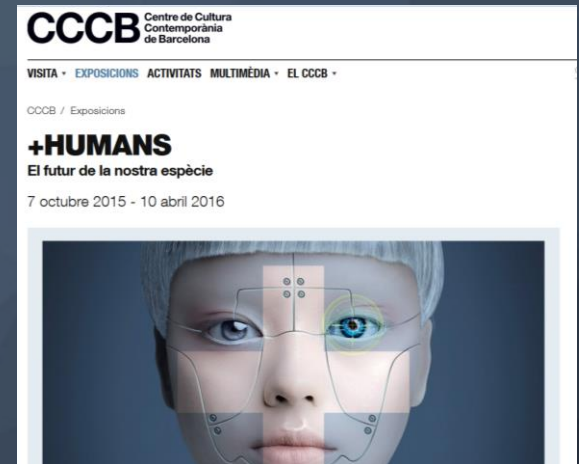 CCCB
Centre de Cultura
Contemporània
de Barcelona
VISITA EXPOSICIONS ACTIVITATS MULTIMÈDIA EL CCCB
CCCB / Exposicions
+HUMANS
El futur de la nostra espècie
7 octubre 2015 - 10 abril 2016